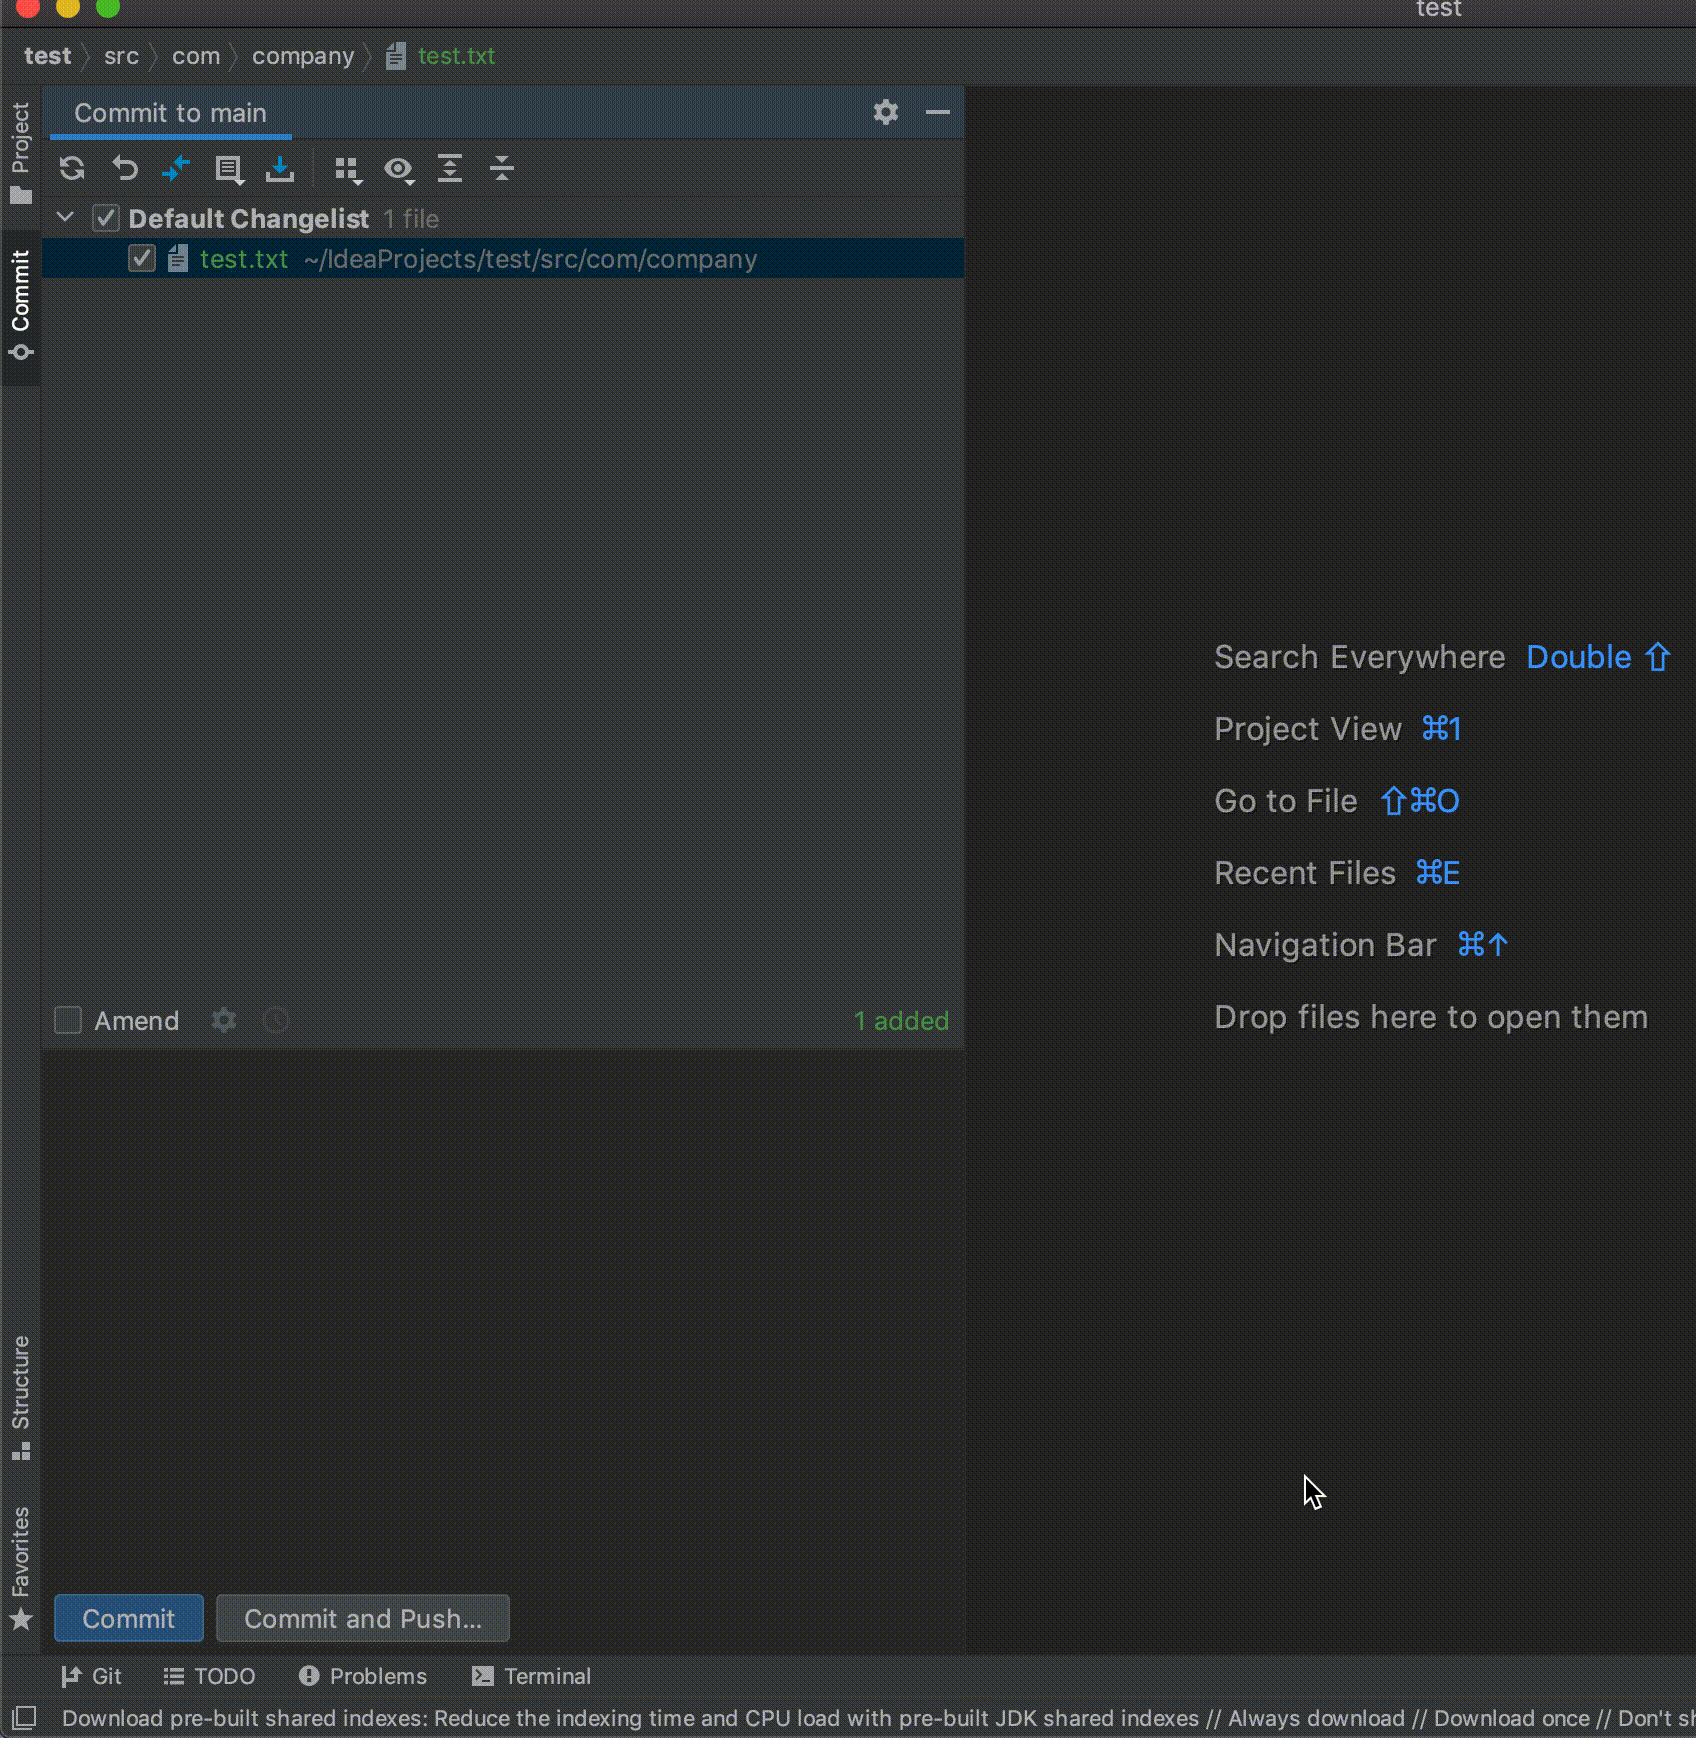 test
test src com company test.txt
Project
Commit
Commit to main
Default Changelist 1 file
test.txt ~/IdeaProjects/test/src/com/company
Search Everywhere Double ⇧
Project View ⌘1
Go to File ⇧⌘O
Recent Files ⌘E
Navigation Bar ⌘↑
Drop files here to open them
Amend
1 added
Structure
Favorites
Commit
Commit and Push...
Git
TODO
Problems
Terminal
Download pre-built shared indexes: Reduce the indexing time and CPU load with pre-built JDK shared indexes // Always download // Download once // Don't